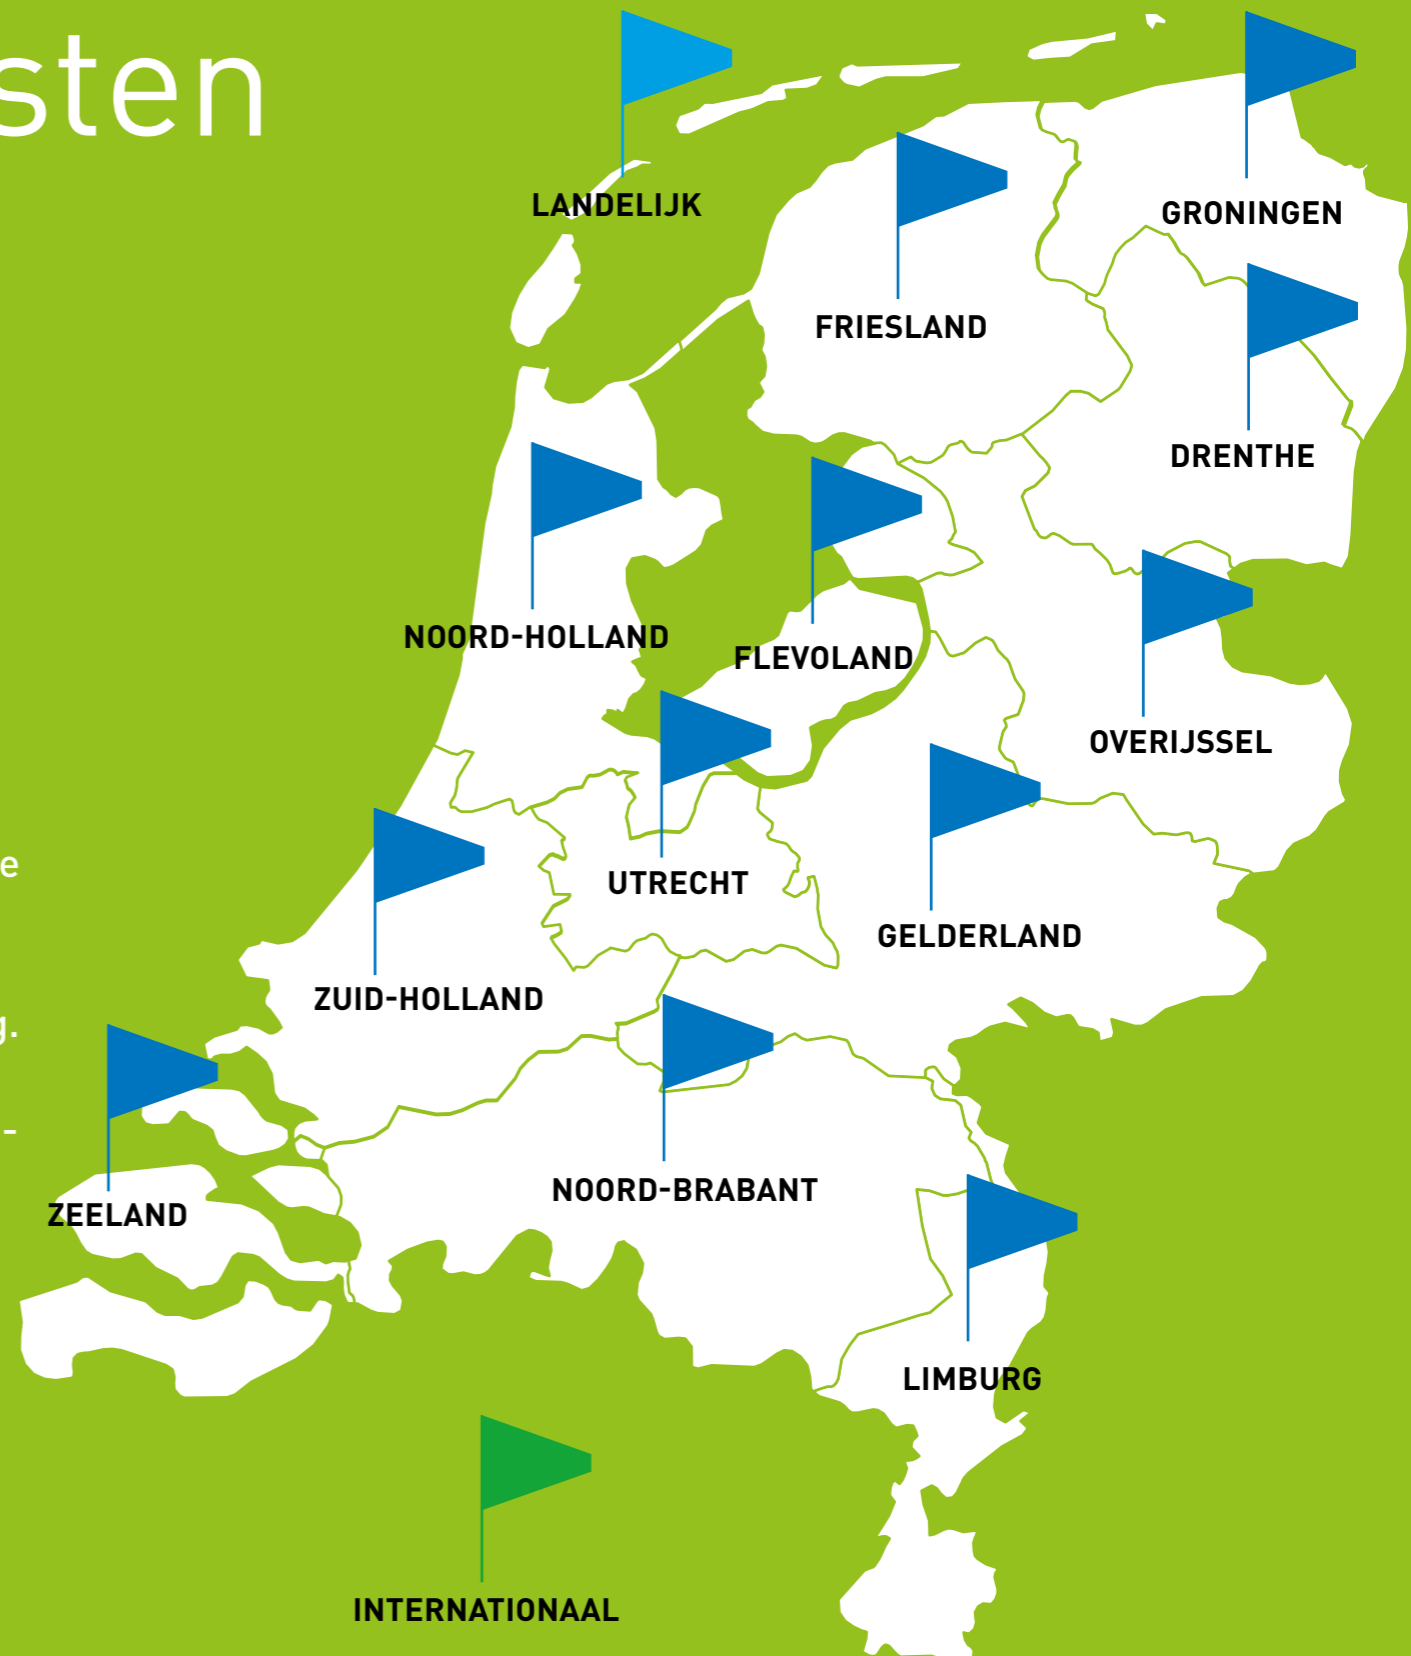 sten
LANDELIJK
GRONINGEN
FRIESLAND
DRENTHE
NOORD-HOLLAND
FLEVOLAND
OVERIJSSEL
e
UTRECHT
GELDERLAND
ZUID-HOLLAND
g.
-
NOORD-BRABANT
ZEELAND
LIMBURG
INTERNATIONAAL